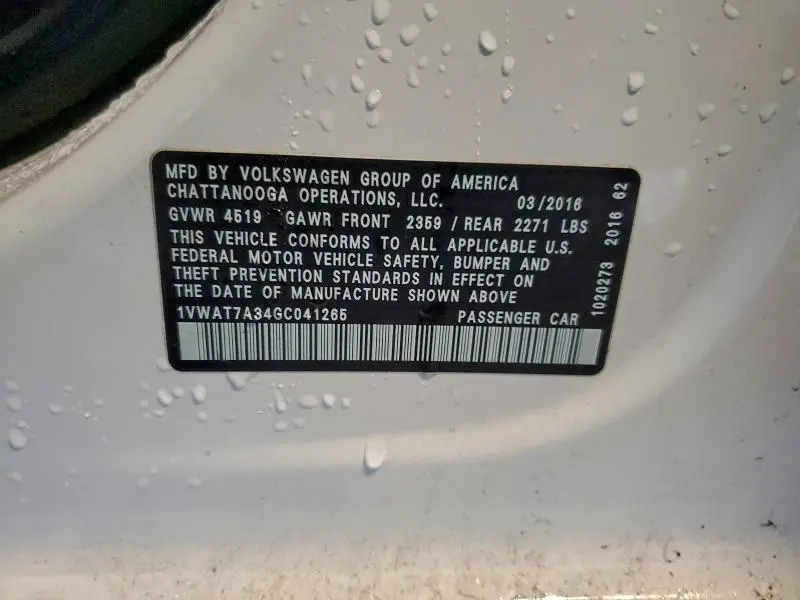 MFD BY VOLKSWAGEN GROUP OF AMERICA
CHATTANOOGA OPERATIONS, LLC. 03/2016
GVWR 4519 GAWR FRONT 2359 / REAR 2271 LBS
THIS VEHICLE CONFORMS TO ALL APPLICABLE U.S.
FEDERAL MOTOR VEHICLE SAFETY, BUMPER AND
THEFT PREVENTION STANDARDS IN EFFECT ON
THE DATE OF MANUFACTURE SHOWN ABOVE
1VWAT7A34GC041265 PASSENGER CAR
1020273 2016 62